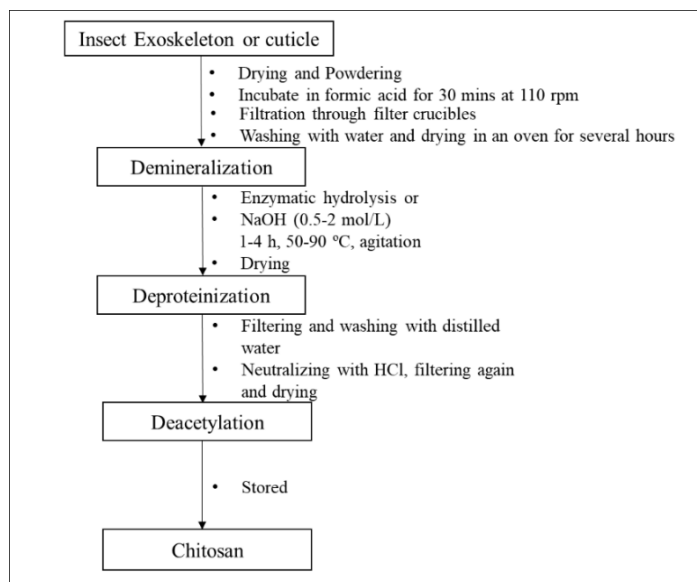 Insect Exoskeleton or cuticle
• Drying and Powdering
• Incubate in formic acid for 30 mins at 110 rpm
• Filtration through filter crucibles
• Washing with water and drying in an oven for several hours
Demineralization
• Enzymatic hydrolysis or
• NaOH (0.5-2 mol/L)
1-4 h, 50-90 ºC, agitation
• Drying
Deproteinization
• Filtering and washing with distilled
water
• Neutralizing with HCl, filtering again
and drying
Deacetylation
• Stored
Chitosan